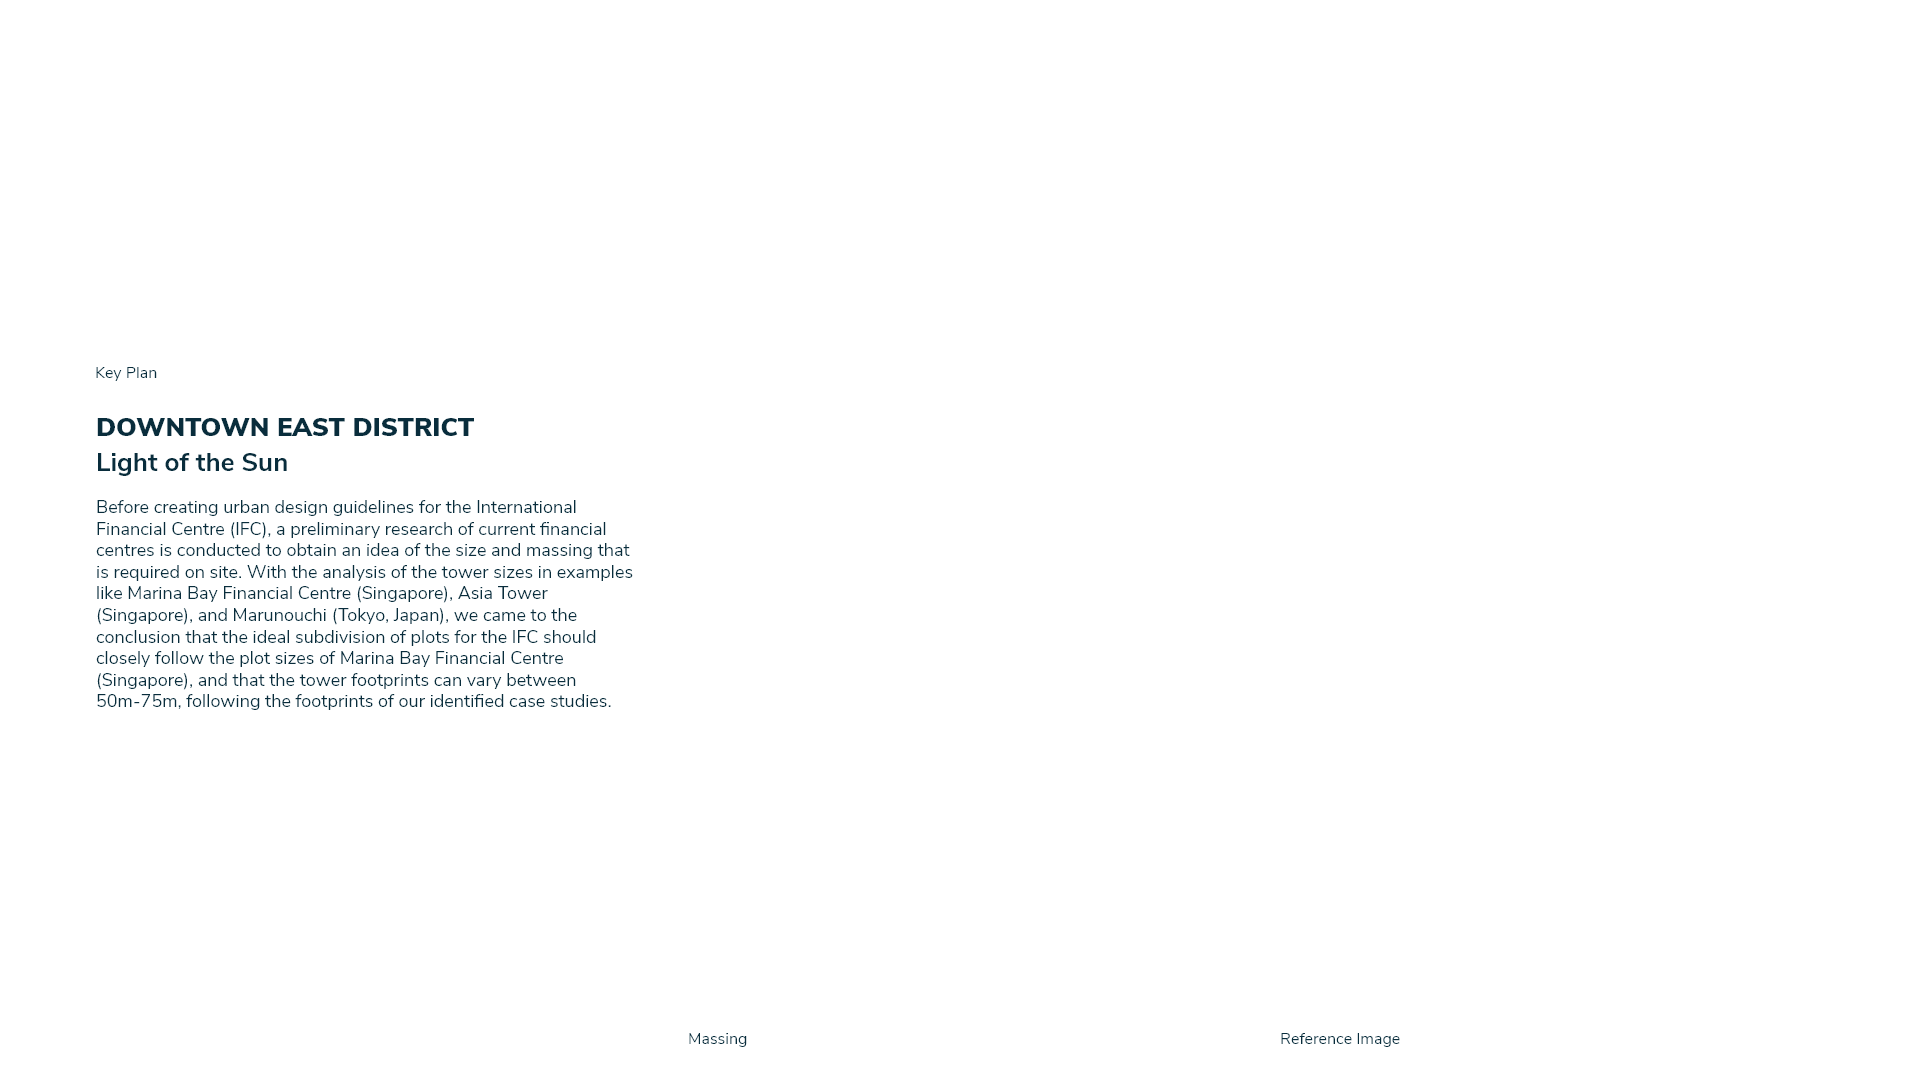 Key Plan
DOWNTOWN EAST DISTRICT
Light of the Sun
Before creating urban design guidelines for the International
Financial Centre (IFC), a preliminary research of current financial
centres is conducted to obtain an idea of the size and massing that
is required on site. With the analysis of the tower sizes in examples
like Marina Bay Financial Centre (Singapore), Asia Tower
(Singapore), and Marunouchi (Tokyo, Japan), we came to the
conclusion that the ideal subdivision of plots for the IFC should
closely follow the plot sizes of Marina Bay Financial Centre
(Singapore), and that the tower footprints can vary between
50m-75m, following the footprints of our identified case studies.
Massing
Reference Image